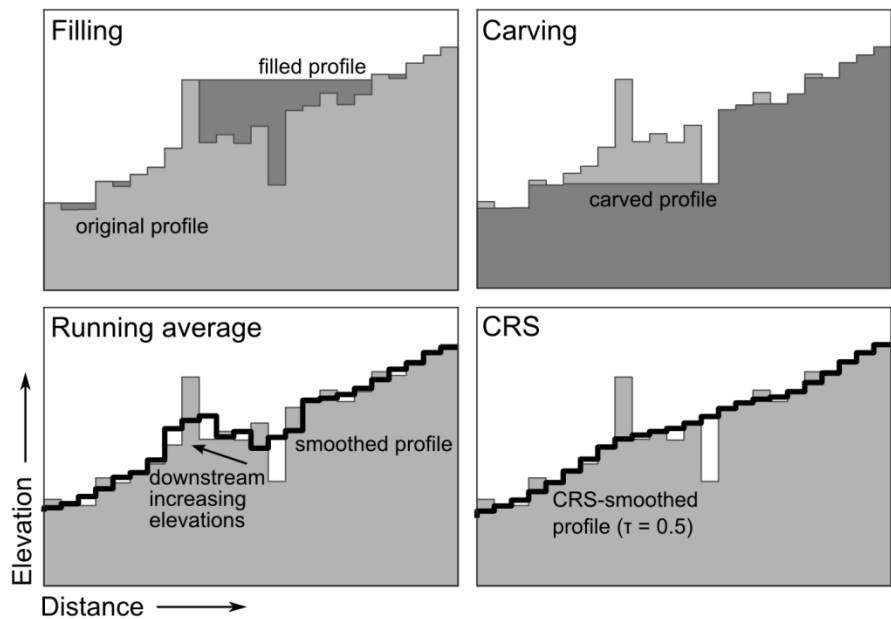 Filling
filled profile
original profile
Carving
carved profile
Running average
smoothed profile
downstream
increasing
elevations
CRS
CRS-smoothed
profile (τ = 0.5)
Elevation
Distance